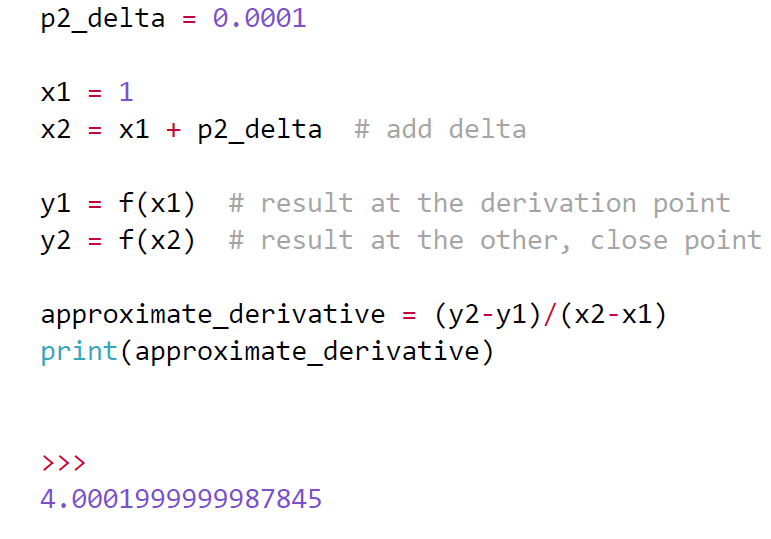 p2_delta = 0.0001
x1 = 1
x2 = x1 + p2_delta  # add delta
y1 = f(x1)  # result at the derivation point
y2 = f(x2)  # result at the other, close point
approximate_derivative = (y2-y1)/(x2-x1)
print(approximate_derivative)
>>>
4.0001999999987845